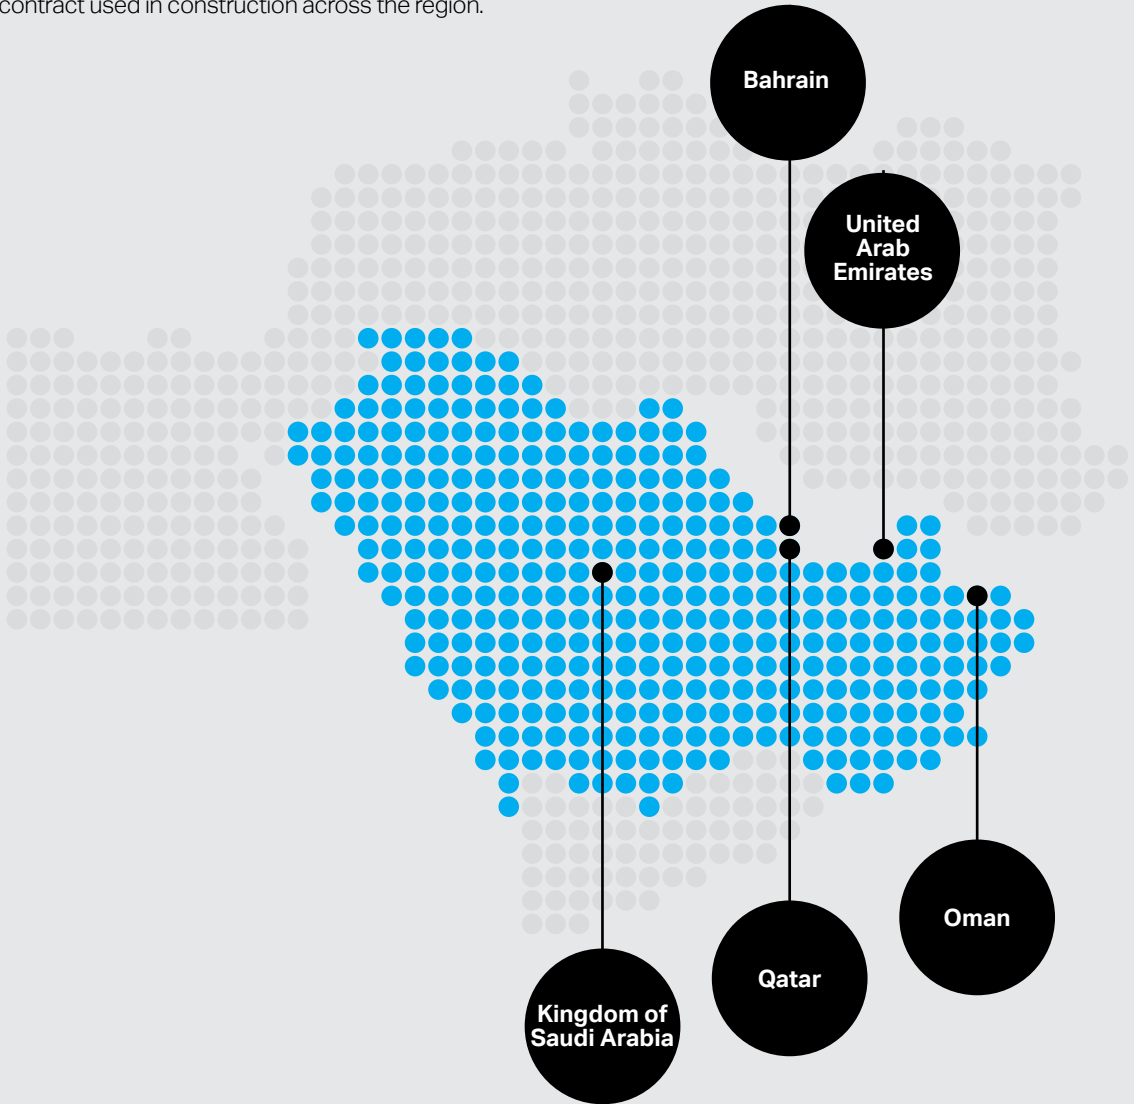 contract used in construction across the region.
Bahrain
United
Arab
Emirates
Oman
Qatar
Kingdom of
Saudi Arabia